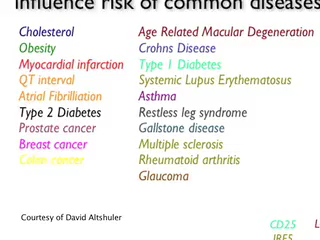 Influence risk of common diseases
Cholesterol
Obesity
Myocardial infarction
QT interval
Atrial Fibrilliation
Type 2 Diabetes
Prostate cancer
Breast cancer
Colon cancer
Age Related Macular Degeneration
Crohns Disease
Type 1 Diabetes
Systemic Lupus Erythematosus
Asthma
Restless leg syndrome
Gallstone disease
Multiple sclerosis
Rheumatoid arthritis
Glaucoma
Courtesy of David Altshuler
CD25